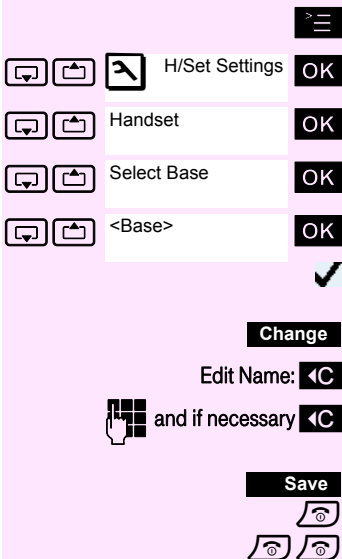 H/Set Settings OK
Handset OK
Select Base OK
<Base> OK
Change
Edit Name: C
and if necessary C
Save